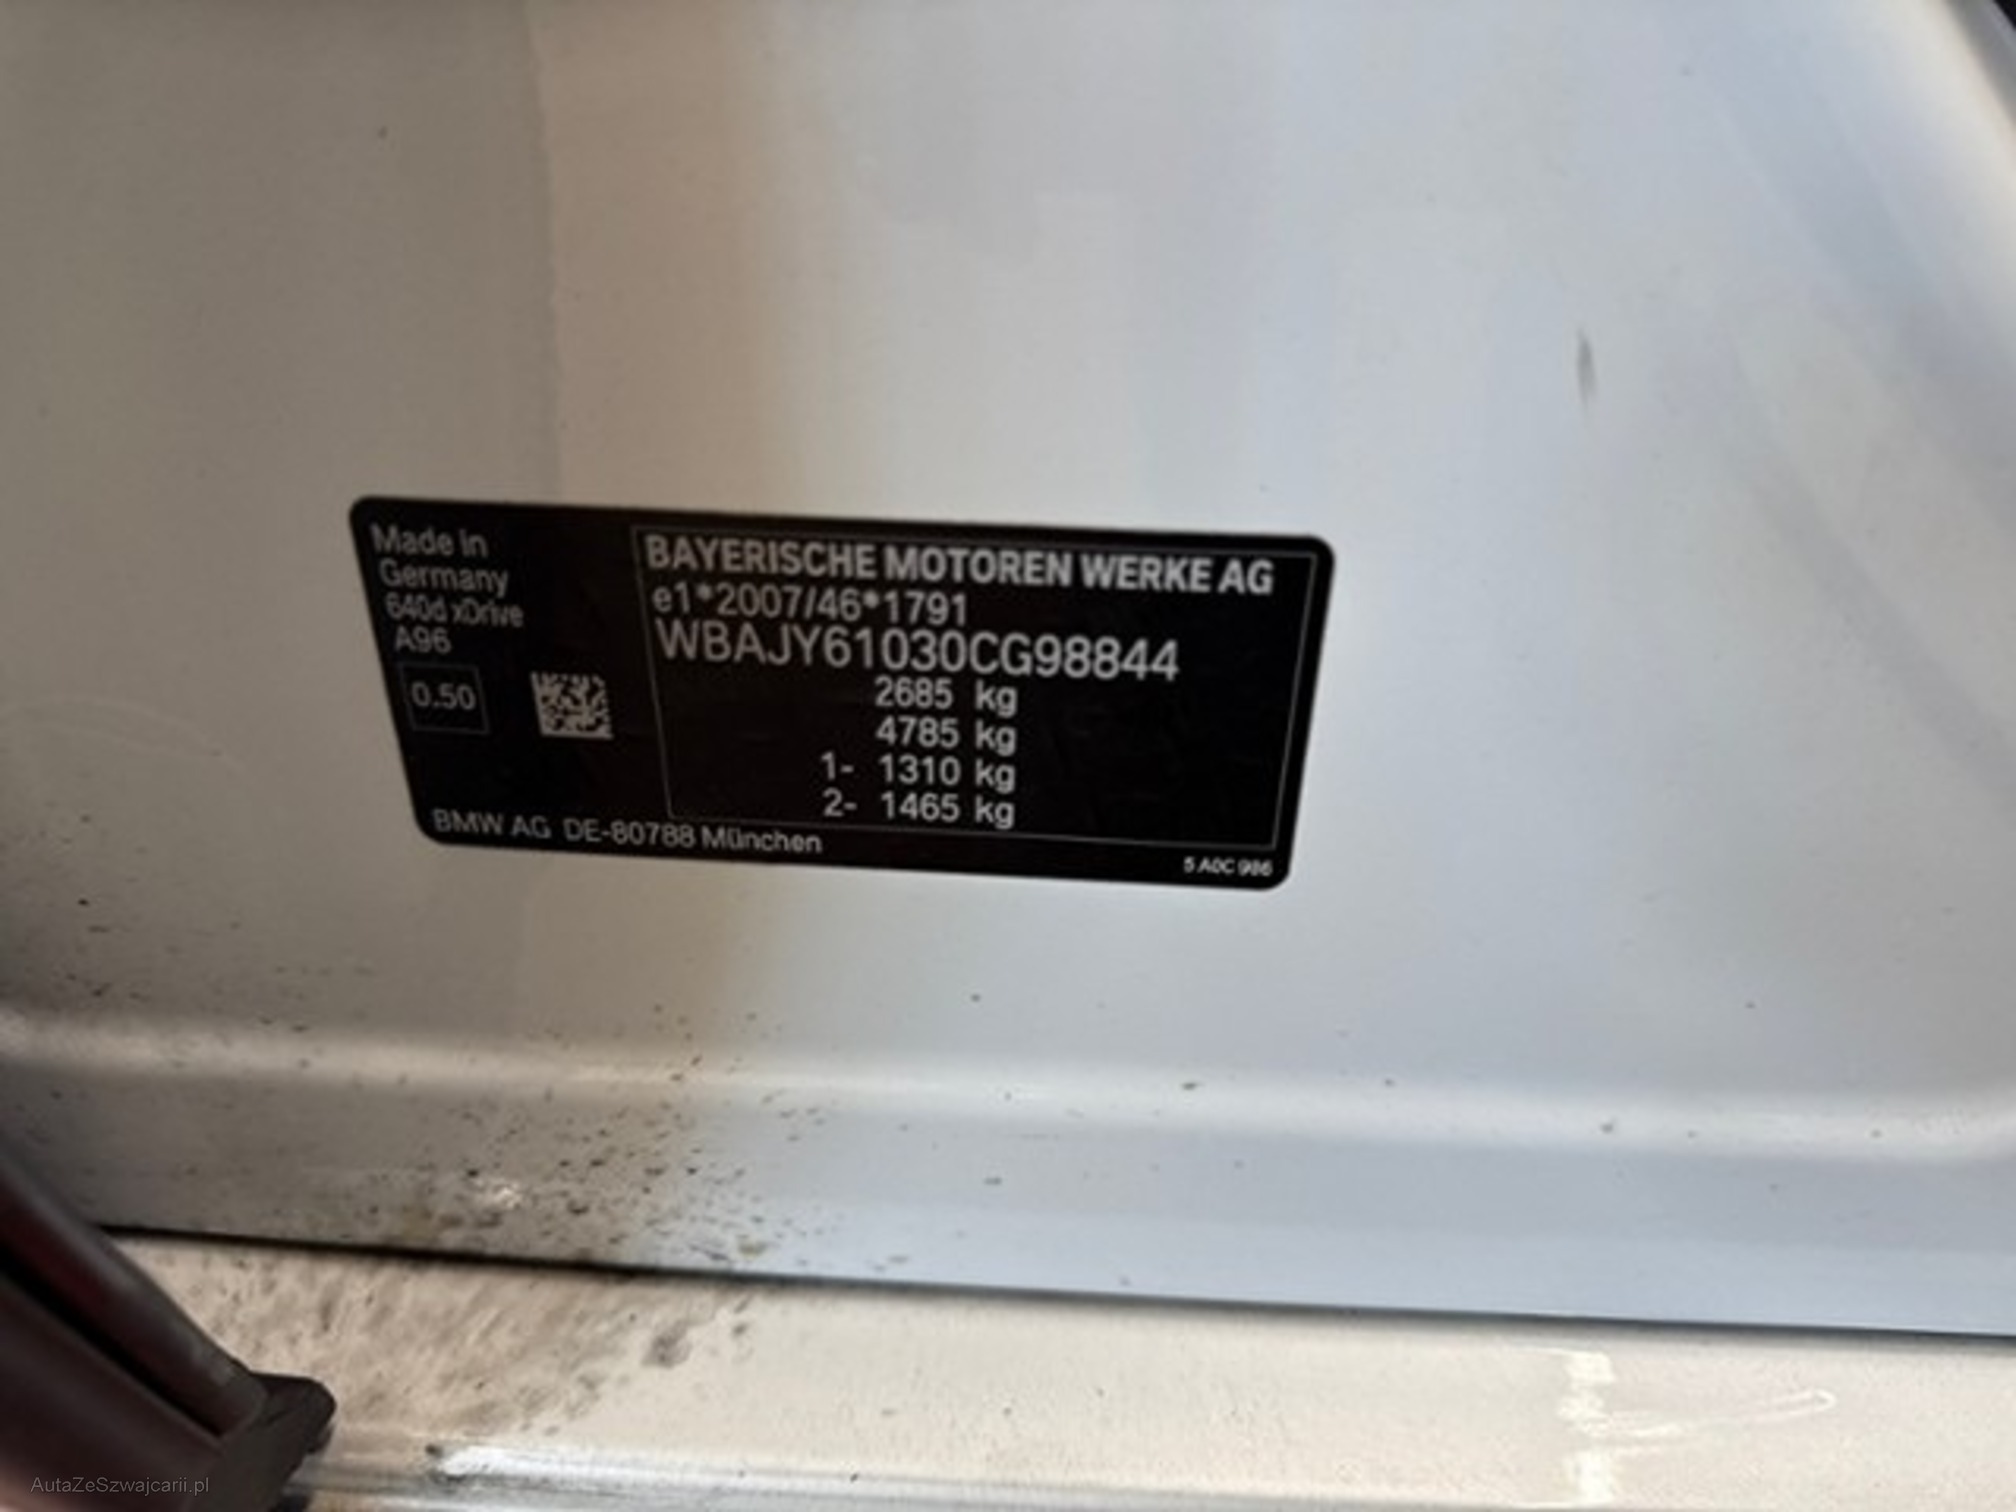 Made in
Germany
640d xDrive
A96
0.50
BAYERISCHE MOTOREN WERKE AG
e1*2007/46*1791
WBAJY61030CG98844
2685 kg
4785 kg
1- 1310 kg
2- 1465 kg
BMW AG DE-80788 München
5 A0C 986
AutaZeSzwajcarii.pl